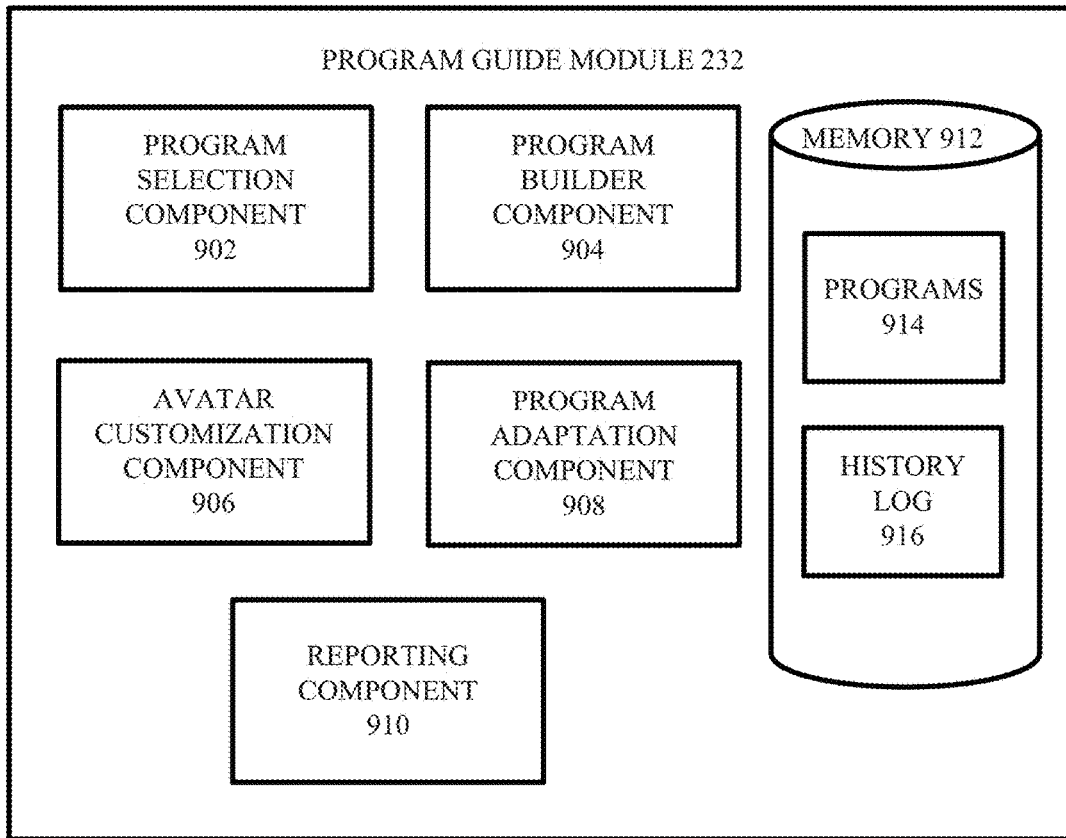 PROGRAM GUIDE MODULE 232
PROGRAM
SELECTION
COMPONENT
902
PROGRAM
BUILDER
COMPONENT
904
MEMORY 912
PROGRAMS
914
AVATAR
CUSTOMIZATION
COMPONENT
906
PROGRAM
ADAPTATION
COMPONENT
908
HISTORY
LOG
916
REPORTING
COMPONENT
910